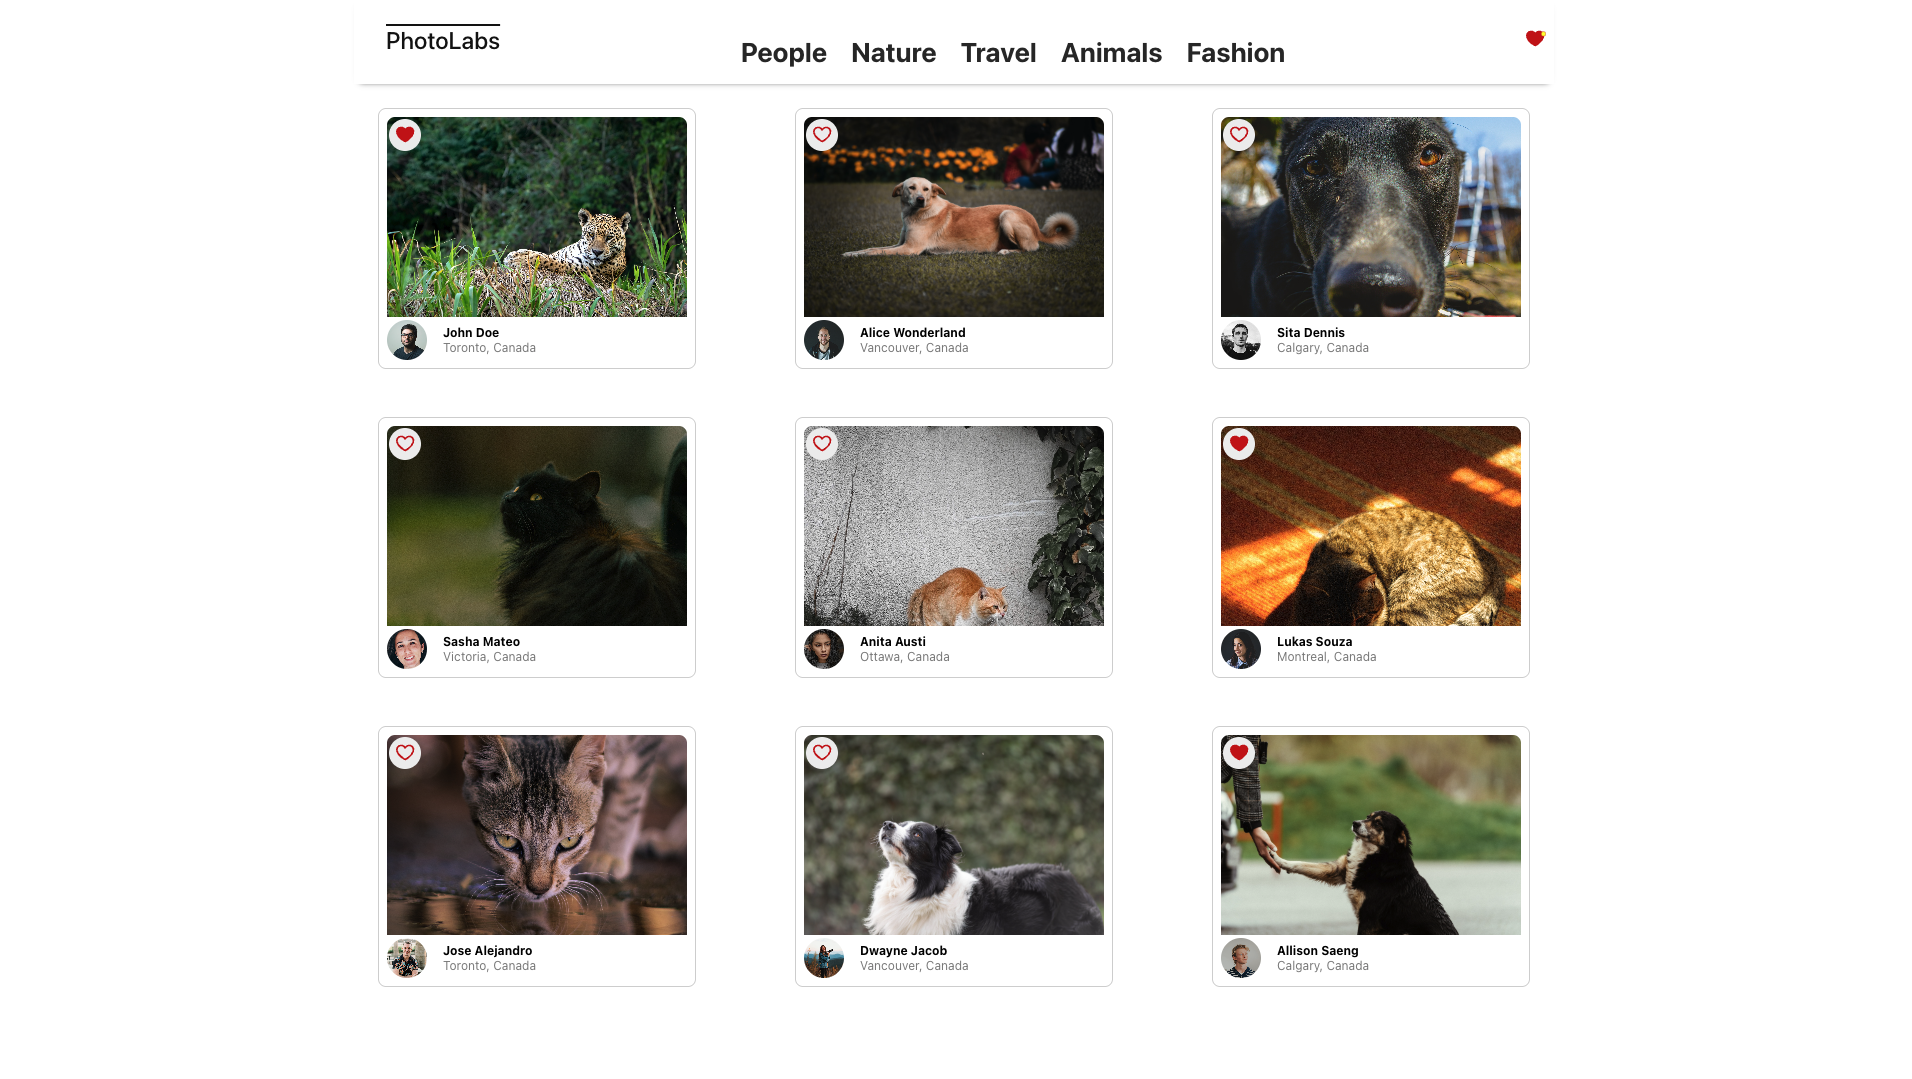 PhotoLabs
People Nature Travel Animals Fashion
John Doe
Toronto, Canada
Alice Wonderland
Vancouver, Canada
Sita Dennis
Calgary, Canada
Sasha Mateo
Victoria, Canada
Anita Austi
Ottawa, Canada
Lukas Souza
Montreal, Canada
Jose Alejandro
Toronto, Canada
Dwayne Jacob
Vancouver, Canada
Allison Saeng
Calgary, Canada